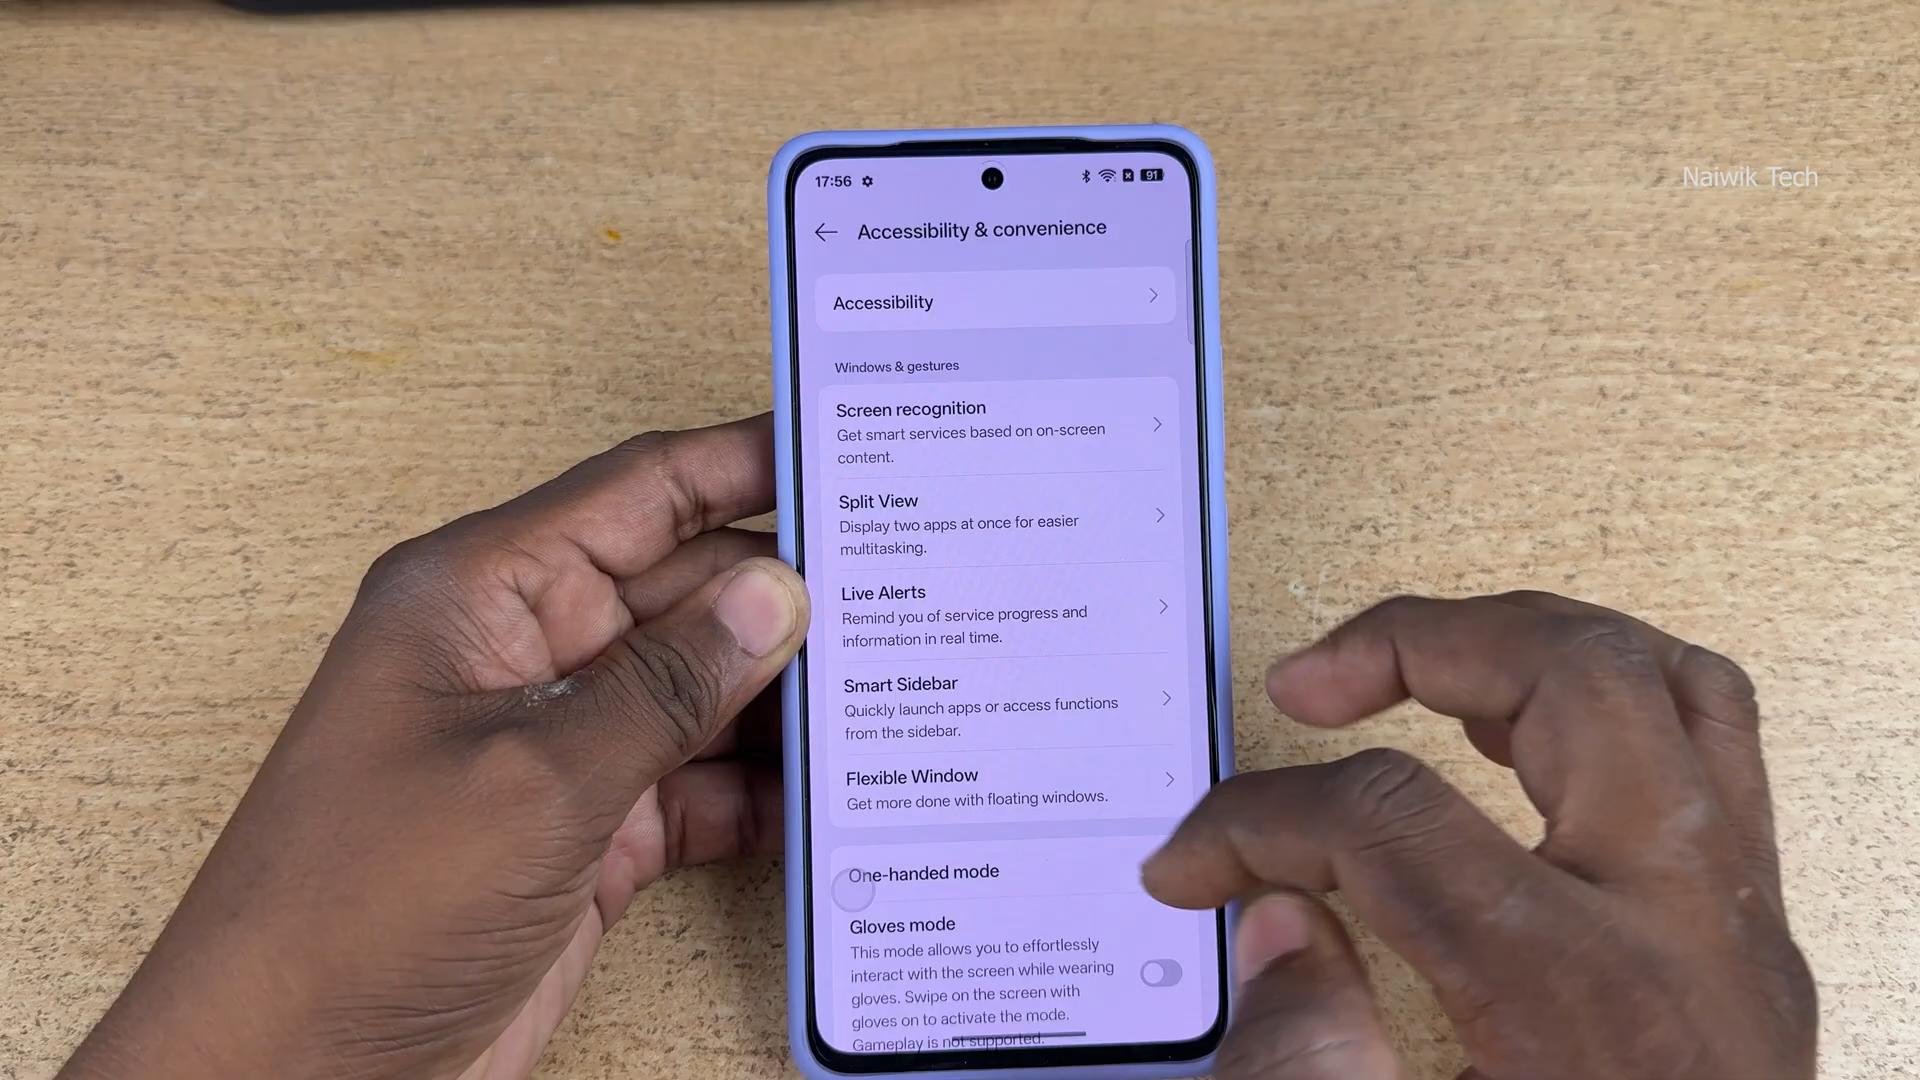 Naiwik Tech
17:56
91
Accessibility & convenience
Accessibility
Windows & gestures
Screen recognition
Get smart services based on on-screen
content.
Split View
Display two apps at once for easier
multitasking.
Live Alerts
Remind you of service progress and
information in real time.
Smart Sidebar
Quickly launch apps or access functions
from the sidebar.
Flexible Window
Get more done with floating windows.
One-handed mode
Gloves mode
This mode allows you to effortlessly
interact with the screen while wearing
gloves. Swipe on the screen with
gloves on to activate the mode.
Gameplay is not supported.